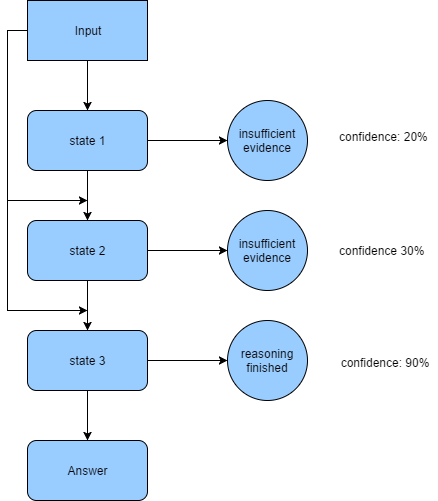 Input
state 1
insufficient
evidence
confidence: 20%
state 2
insufficient
evidence
confidence 30%
state 3
reasoning
finished
confidence: 90%
Answer